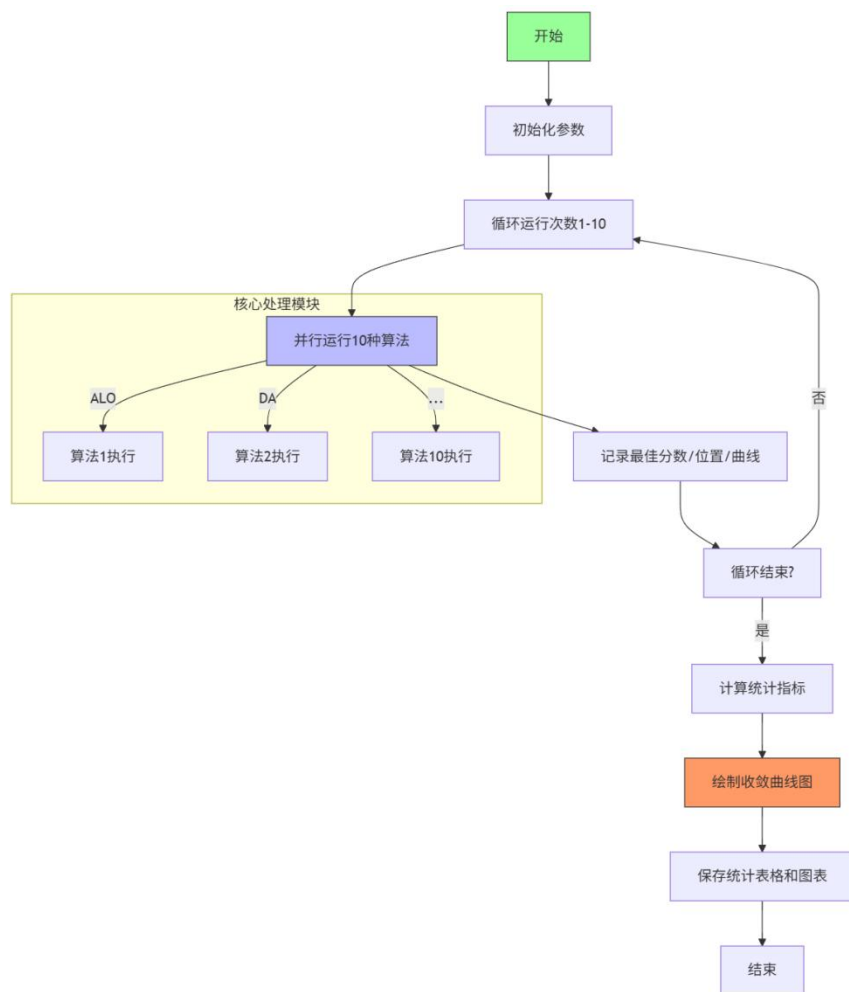 开始
初始化参数
循环运行次数1-10
核心处理模块
并行运行10种算法
ALO
DA
...
算法1执行
算法2执行
算法10执行
记录最佳分数/位置/曲线
否
循环结束?
是
计算统计指标
绘制收敛曲线图
保存统计表格和图表
结束